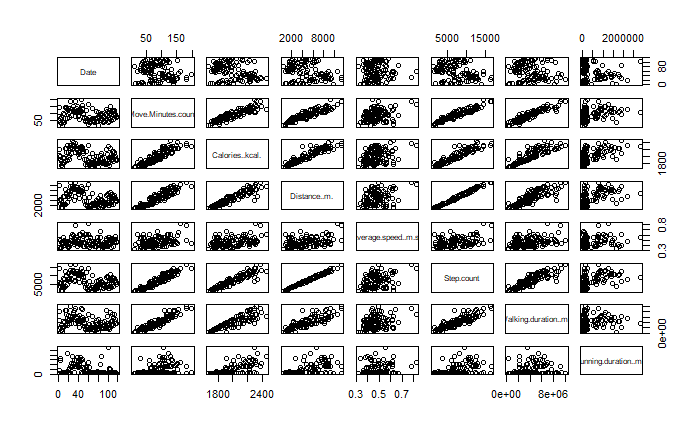 50 150
2000 8000
5000 15000
0 2000000
Date
0 80
50
Move.Minutes.coun
Calories..kcal.
1800
2000
Distance..m.
verage.speed..m.s
0.3 0.8
5000
Step.count
Walking.duration..m
0e+00
0
unning.duration..m
0 40 100
1800 2400
0.3 0.5 0.7
0e+00 8e+06